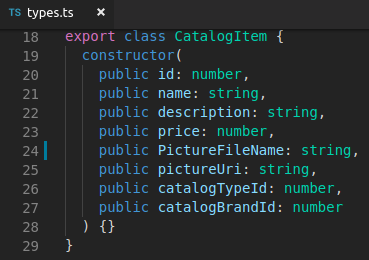 TS types.ts ×
18 export class CatalogItem {
19 constructor(
20 public id: number,
21 public name: string,
22 public description: string,
23 public price: number,
24 public PictureFileName: string,
25 public pictureUri: string,
26 public catalogTypeId: number,
27 public catalogBrandId: number
28 ) {}
29 }